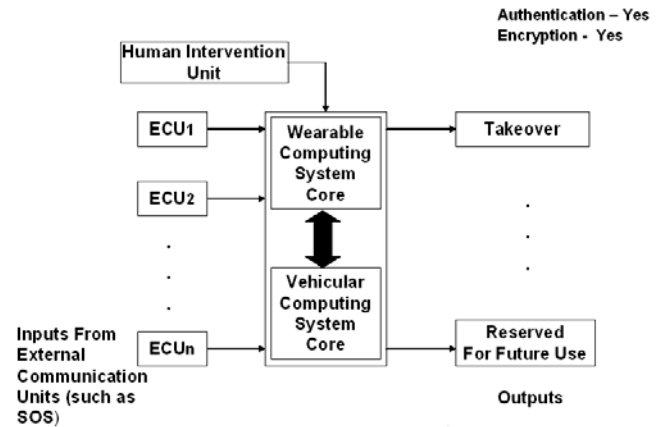 Authentication – Yes
Encryption - Yes
Human Intervention
Unit
ECU1
Wearable
Computing
System
Core
Takeover
ECU2
Vehicular
Computing
System
Core
ECUn
Reserved
For Future Use
Inputs From
External
Communication
Units (such as
SOS)
Outputs